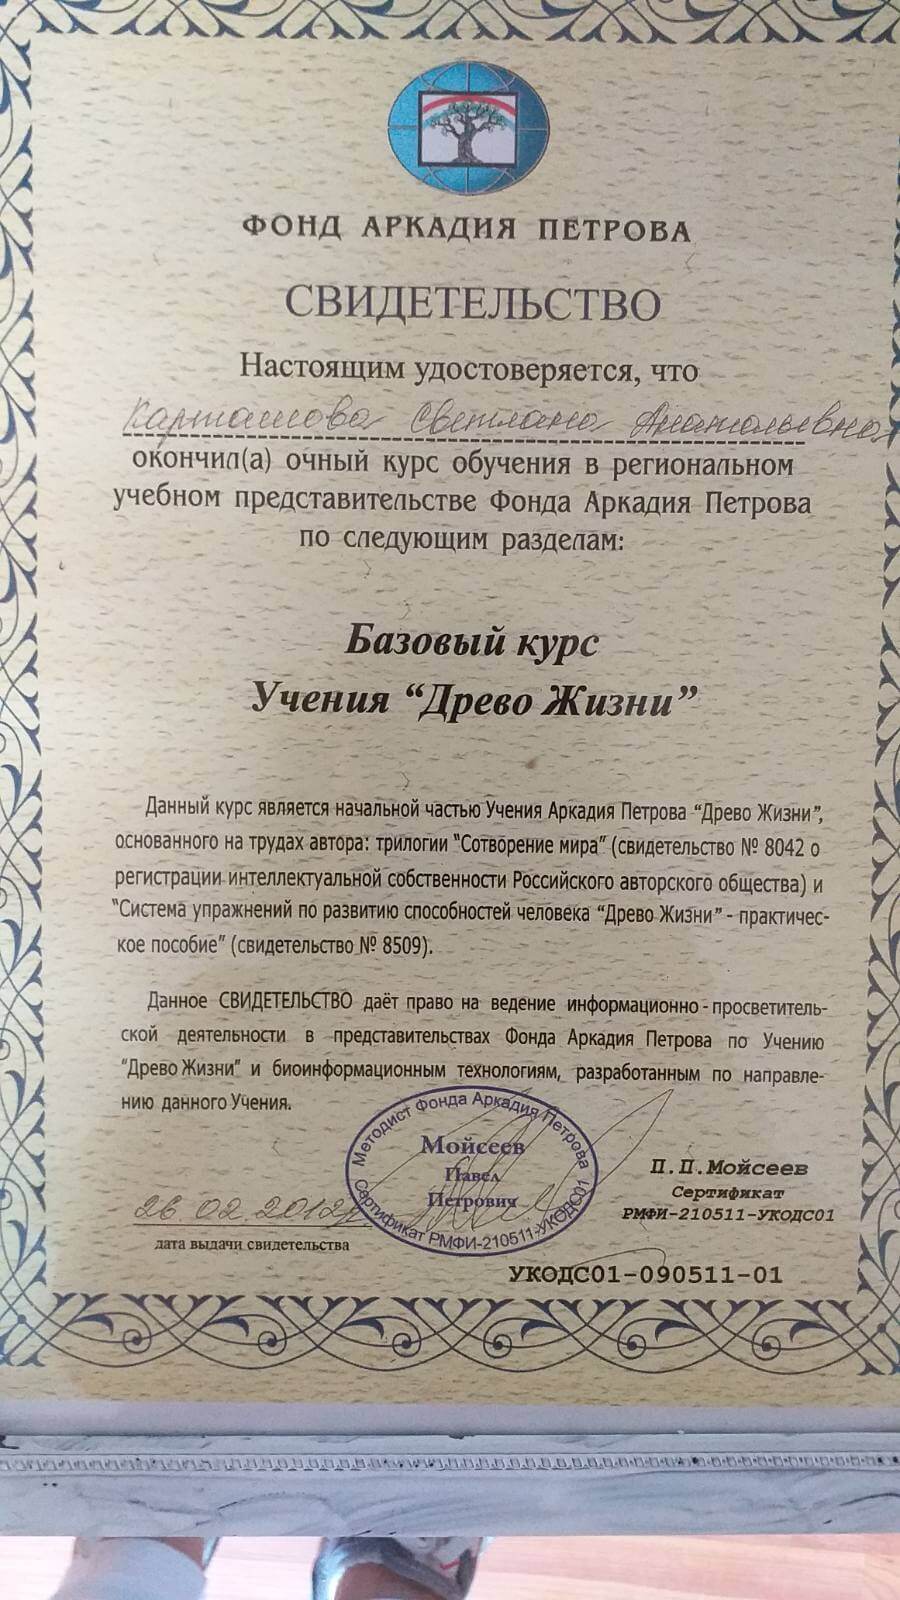 ФОНД АРКАДИЯ ПЕТРОВА
СВИДЕТЕЛЬСТВО
Настоящим удостоверяется, что
Карташова Светлана Анатольевна
окончил(а) очный курс обучения в региональном
учебном представительстве Фонда Аркадия Петрова
по следующим разделам:
Базовый курс
Учения “Древо Жизни”
Данный курс является начальной частью Учения Аркадия Петрова “Древо Жизни”,
основанного на трудах автора: трилогии “Сотворение мира” (свидетельство № 8042 о
регистрации интеллектуальной собственности Российского авторского общества) и
“Система упражнений по развитию способностей человека “Древо Жизни” - практичес-
кое пособие” (свидетельство № 8509).
Данное СВИДЕТЕЛЬСТВО даёт право на ведение информационно - просветитель-
ской деятельности в представительствах Фонда Аркадия Петрова по Учению
“Древо Жизни” и биоинформационным технологиям, разработанным по направле-
нию данного Учения.
Методист Фонда Аркадия Петрова
Мойсеев
Павел
Петрович
Сертификат РМФИ-210511-УКОДС01
П.П.Мойсеев
Сертификат
РМФИ-210511-УКОДС01
26.02.2012г
дата выдачи свидетельства
УКОДС01-090511-01